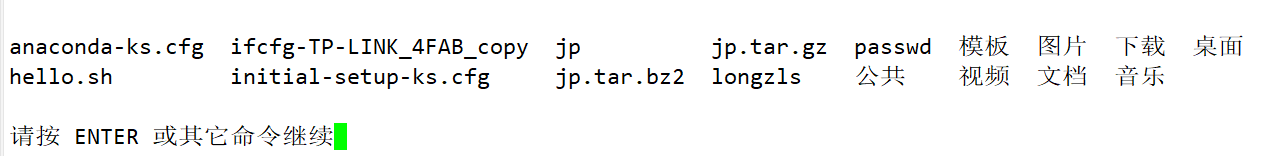 anaconda-ks.cfg ifcfg-TP-LINK_4FAB_copy jp jp.tar.gz passwd 模板 图片 下载 桌面
hello.sh initial-setup-ks.cfg jp.tar.bz2 longzls 公共 视频 文档 音乐
请按 ENTER 或其它命令继续